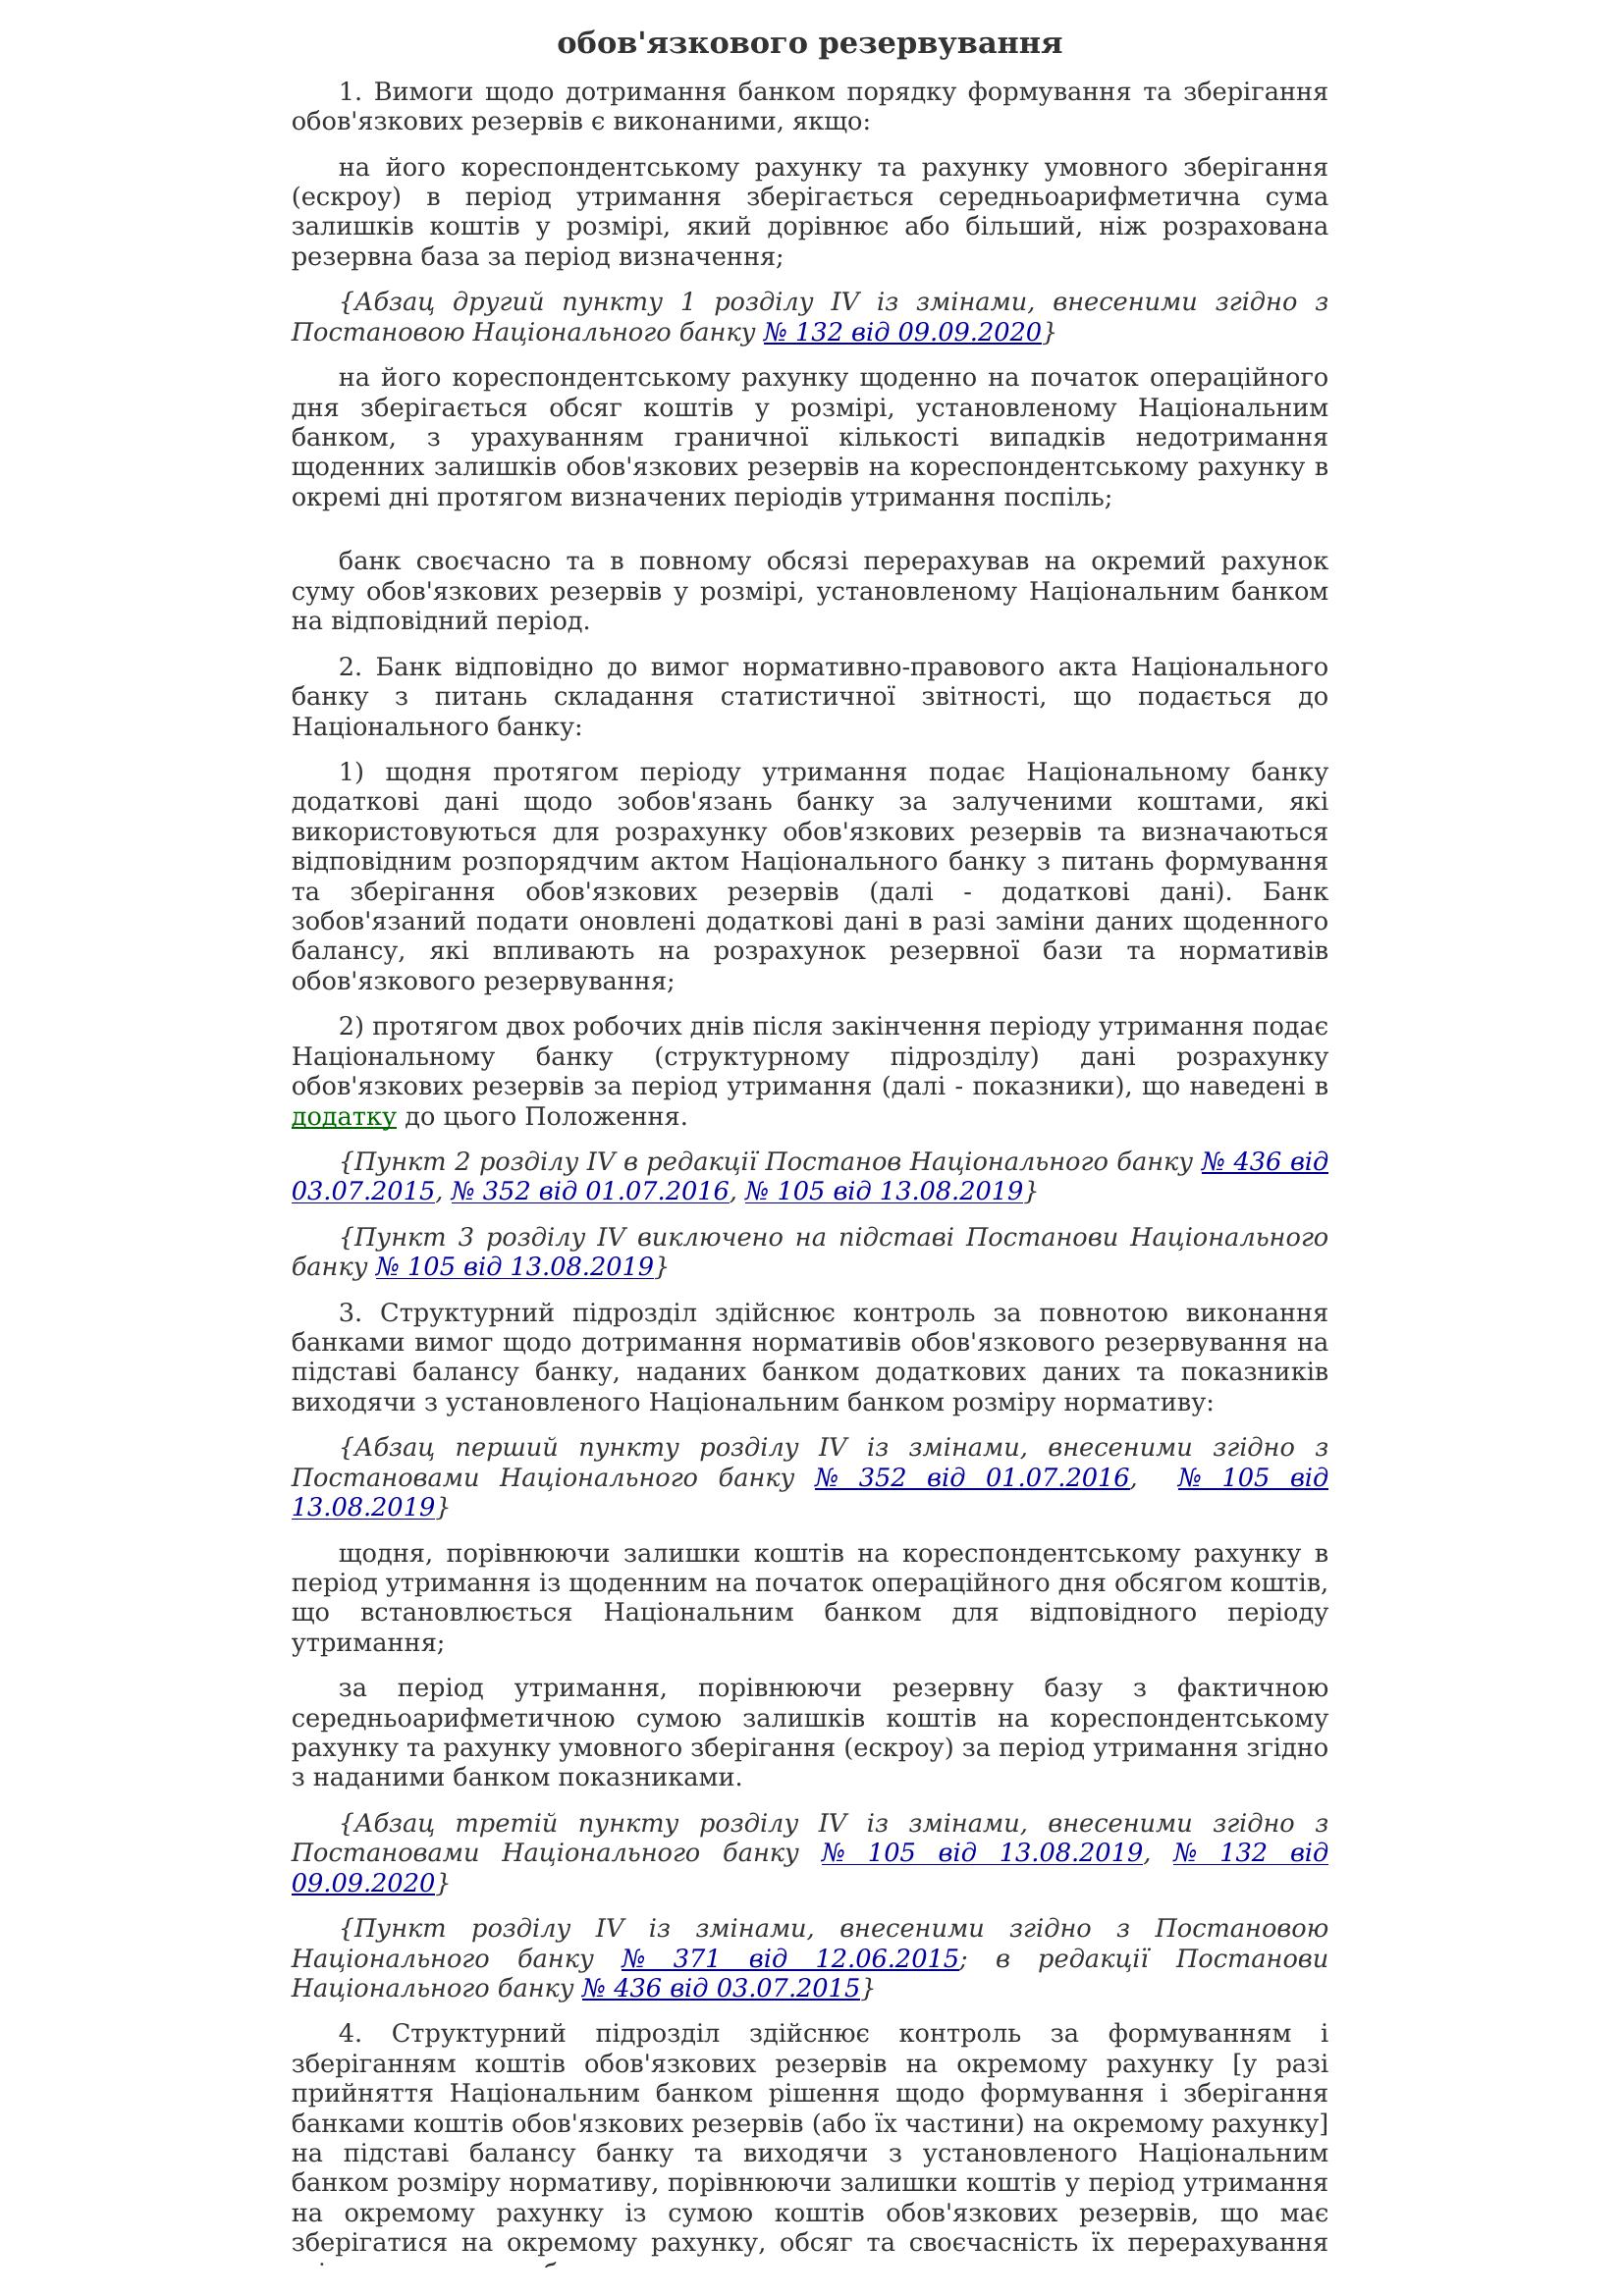 обов'язкового резервування
1. Вимоги щодо дотримання банком порядку формування та зберігання
обов'язкових резервів є виконаними, якщо:
на його кореспондентському рахунку та рахунку умовного зберігання
(ескроу) в період утримання зберігається середньоарифметична сума
залишків коштів у розмірі, який дорівнює або більший, ніж розрахована
резервна база за період визначення;
{Абзац другий пункту 1 розділу IV із змінами, внесеними згідно з
Постановою Національного банку № 132 від 09.09.2020}
на його кореспондентському рахунку щоденно на початок операційного
дня зберігається обсяг коштів у розмірі, установленому Національним
банком, з урахуванням граничної кількості випадків недотримання
щоденних залишків обов'язкових резервів на кореспондентському рахунку в
окремі дні протягом визначених періодів утримання поспіль;
банк своєчасно та в повному обсязі перерахував на окремий рахунок
суму обов'язкових резервів у розмірі, установленому Національним банком
на відповідний період.
2. Банк відповідно до вимог нормативно-правового акта Національного
банку з питань складання статистичної звітності, що подається до
Національного банку:
1) щодня протягом періоду утримання подає Національному банку
додаткові дані щодо зобов'язань банку за залученими коштами, які
використовуються для розрахунку обов'язкових резервів та визначаються
відповідним розпорядчим актом Національного банку з питань формування
та зберігання обов'язкових резервів (далі - додаткові дані). Банк
зобов'язаний подати оновлені додаткові дані в разі заміни даних щоденного
балансу, які впливають на розрахунок резервної бази та нормативів
обов'язкового резервування;
2) протягом двох робочих днів після закінчення періоду утримання подає
Національному банку (структурному підрозділу) дані розрахунку
обов'язкових резервів за період утримання (далі - показники), що наведені в
додатку до цього Положення.
{Пункт 2 розділу IV в редакції Постанов Національного банку № 436 від
03.07.2015, № 352 від 01.07.2016, № 105 від 13.08.2019}
{Пункт 3 розділу IV виключено на підставі Постанови Національного
банку № 105 від 13.08.2019}
3. Структурний підрозділ здійснює контроль за повнотою виконання
банками вимог щодо дотримання нормативів обов'язкового резервування на
підставі балансу банку, наданих банком додаткових даних та показників
виходячи з установленого Національним банком розміру нормативу:
{Абзац перший пункту розділу IV із змінами, внесеними згідно з
Постановами Національного банку № 352 від 01.07.2016, № 105 від
13.08.2019}
щодня, порівнюючи залишки коштів на кореспондентському рахунку в
період утримання із щоденним на початок операційного дня обсягом коштів,
що встановлюється Національним банком для відповідного періоду
утримання;
за період утримання, порівнюючи резервну базу з фактичною
середньоарифметичною сумою залишків коштів на кореспондентському
рахунку та рахунку умовного зберігання (ескроу) за період утримання згідно
з наданими банком показниками.
{Абзац третій пункту розділу IV із змінами, внесеними згідно з
Постановами Національного банку № 105 від 13.08.2019, № 132 від
09.09.2020}
{Пункт розділу IV із змінами, внесеними згідно з Постановою
Національного банку № 371 від 12.06.2015; в редакції Постанови
Національного банку № 436 від 03.07.2015}
4. Структурний підрозділ здійснює контроль за формуванням і
зберіганням коштів обов'язкових резервів на окремому рахунку [у разі
прийняття Національним банком рішення щодо формування і зберігання
банками коштів обов'язкових резервів (або їх частини) на окремому рахунку]
на підставі балансу банку та виходячи з установленого Національним
банком розміру нормативу, порівнюючи залишки коштів у період утримання
на окремому рахунку із сумою коштів обов'язкових резервів, що має
зберігатися на окремому рахунку, обсяг та своєчасність їх перерахування